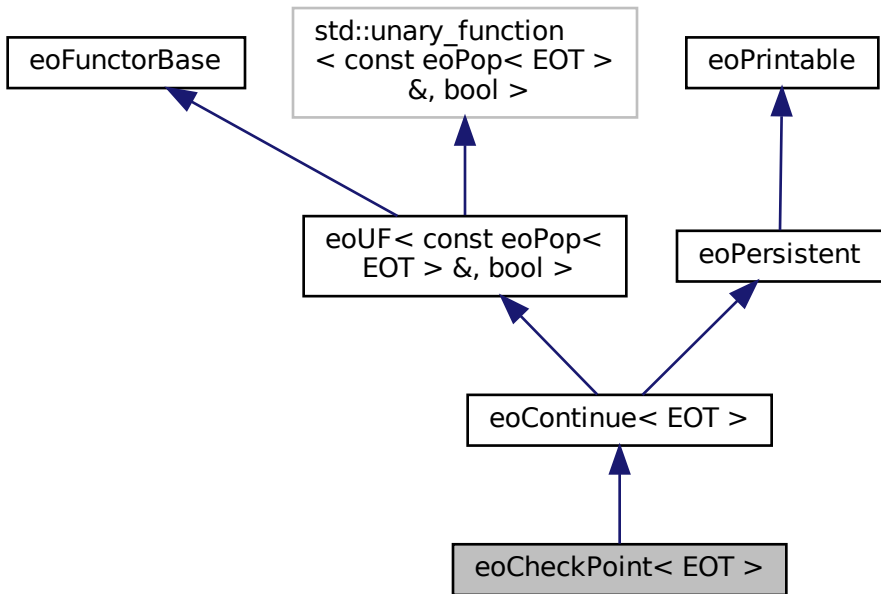 eoFunctorBase
std::unary_function
< const eoPop< EOT >
&, bool >
eoPrintable
eoUF< const eoPop<
EOT > &, bool >
eoPersistent
eoContinue< EOT >
eoCheckPoint< EOT >